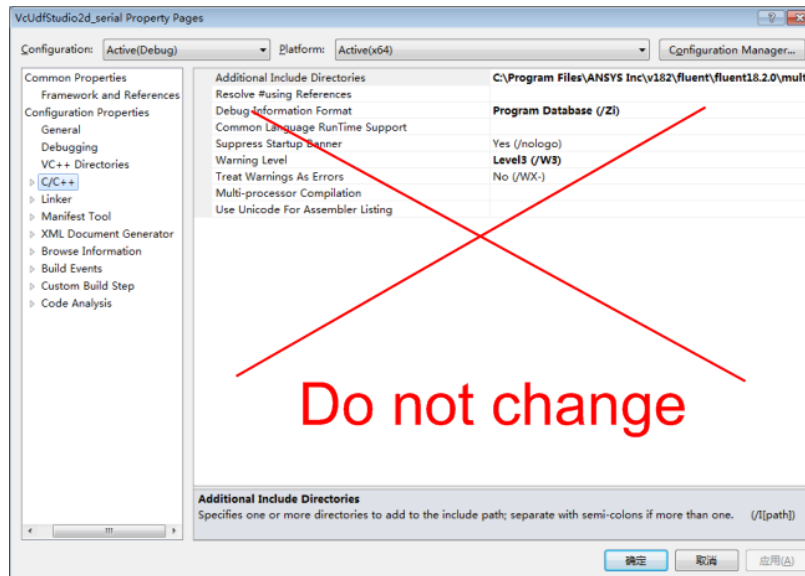 VcUdfStudio2d_serial Property Pages
Configuration: Active(Debug) Platform: Active(x64) Configuration Manager...
Common Properties
Framework and References
Configuration Properties
General
Debugging
VC++ Directories
C/C++
Linker
Manifest Tool
XML Document Generator
Browse Information
Build Events
Custom Build Step
Code Analysis
Additional Include Directories C:\Program Files\ANSYS Inc\v182\fluent\fluent18.2.0\mult
Resolve #using References
Debug Information Format Program Database (/Zi)
Common Language RunTime Support
Suppress Startup Banner Yes (/nologo)
Warning Level Level3 (/W3)
Treat Warnings As Errors No (/WX-)
Multi-processor Compilation
Use Unicode For Assembler Listing
Do not change
Additional Include Directories
Specifies one or more directories to add to the include path; separate with semi-colons if more than one. (/I[path])
确定 取消 应用(A)